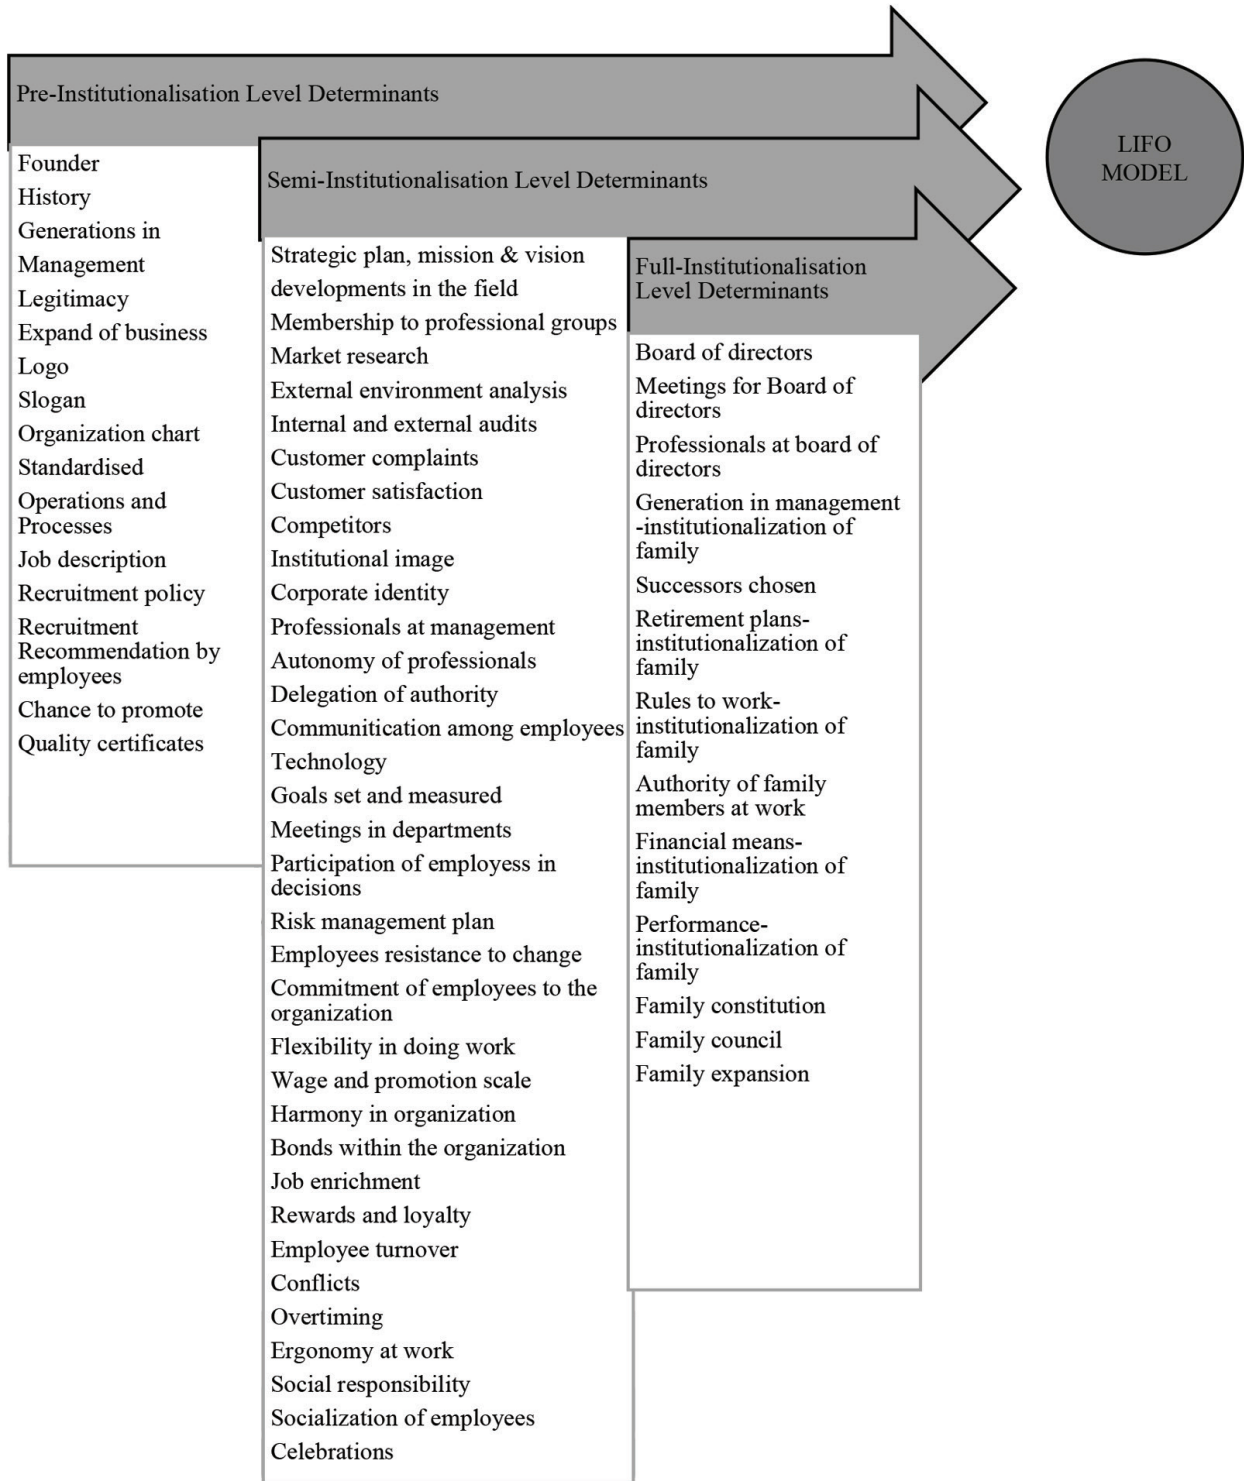 Pre-Institutionalisation Level Determinants
Founder
History
Generations in
Management
Legitimacy
Expand of business
Logo
Slogan
Organization chart
Standardised
Operations and
Processes
Job description
Recruitment policy
Recruitment
Recommendation by
employees
Chance to promote
Quality certificates
Semi-Institutionalisation Level Determinants
Strategic plan, mission & vision
developments in the field
Membership to professional groups
Market research
External environment analysis
Internal and external audits
Customer complaints
Customer satisfaction
Competitors
Institutional image
Corporate identity
Professionals at management
Autonomy of professionals
Delegation of authority
Communitication among employees
Technology
Goals set and measured
Meetings in departments
Participation of employess in
decisions
Risk management plan
Employees resistance to change
Commitment of employees to the
organization
Flexibility in doing work
Wage and promotion scale
Harmony in organization
Bonds within the organization
Job enrichment
Rewards and loyalty
Employee turnover
Conflicts
Overtiming
Ergonomy at work
Social responsibility
Socialization of employees
Celebrations
Full-Institutionalisation
Level Determinants
Board of directors
Meetings for Board of
directors
Professionals at board of
directors
Generation in management
-institutionalization of
family
Successors chosen
Retirement plans-
institutionalization of
family
Rules to work-
institutionalization of
family
Authority of family
members at work
Financial means-
institutionalization of
family
Performance-
institutionalization of
family
Family constitution
Family council
Family expansion
LIFO
MODEL